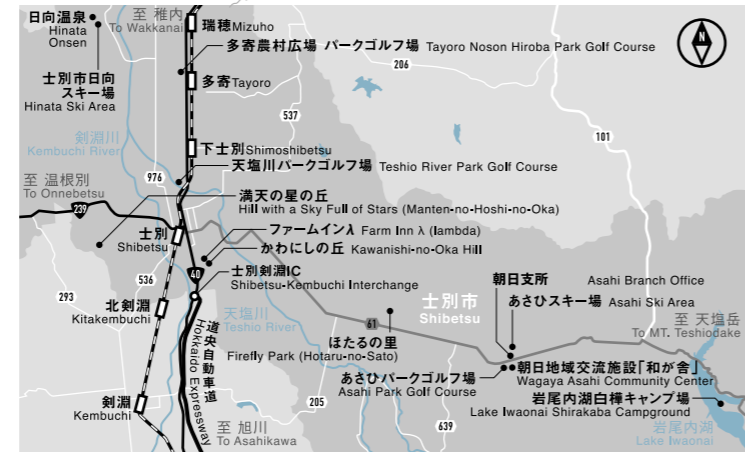 日向温泉
Hinata
Onsen
至 稚内
To Wakkanai
瑞穂 Mizuho
多寄農村広場 パークゴルフ場 Tayoro Noson Hiroba Park Golf Course
N
士別市日向
スキー場
Hinata Ski Area
多寄 Tayoro
206
537
101
剣淵川
Kembuchi River
下士別 Shimoshibetsu
天塩川パークゴルフ場 Teshio River Park Golf Course
976
至 温根別
To Onnebetsu
満天の星の丘
Hill with a Sky Full of Stars (Manten-no-Hoshi-no-Oka)
239
士別
Shibetsu
ファームインλ Farm Inn λ (lambda)
かわにしの丘 Kawanishi-no-Oka Hill
40
士別剣淵IC
Shibetsu-Kembuchi Interchange
536
293
北剣淵
Kitakembuchi
道央自動車道
Hokkaido Expressway
天塩川
Teshio River
61
士別市
Shibetsu
朝日支所 Asahi Branch Office
あさひスキー場 Asahi Ski Area
至 天塩岳
To MT. Teshiodake
ほたるの里
Firefly Park (Hotaru-no-Sato)
あさひパークゴルフ場
Asahi Park Golf Course
朝日地域交流施設「和が舎」
Wagaya Asahi Community Center
岩尾内湖白樺キャンプ場
Lake Iwaonai Shirakaba Campground
剣淵
Kembuchi
至 旭川
To Asahikawa
205
639
岩尾内湖
Lake Iwaonai